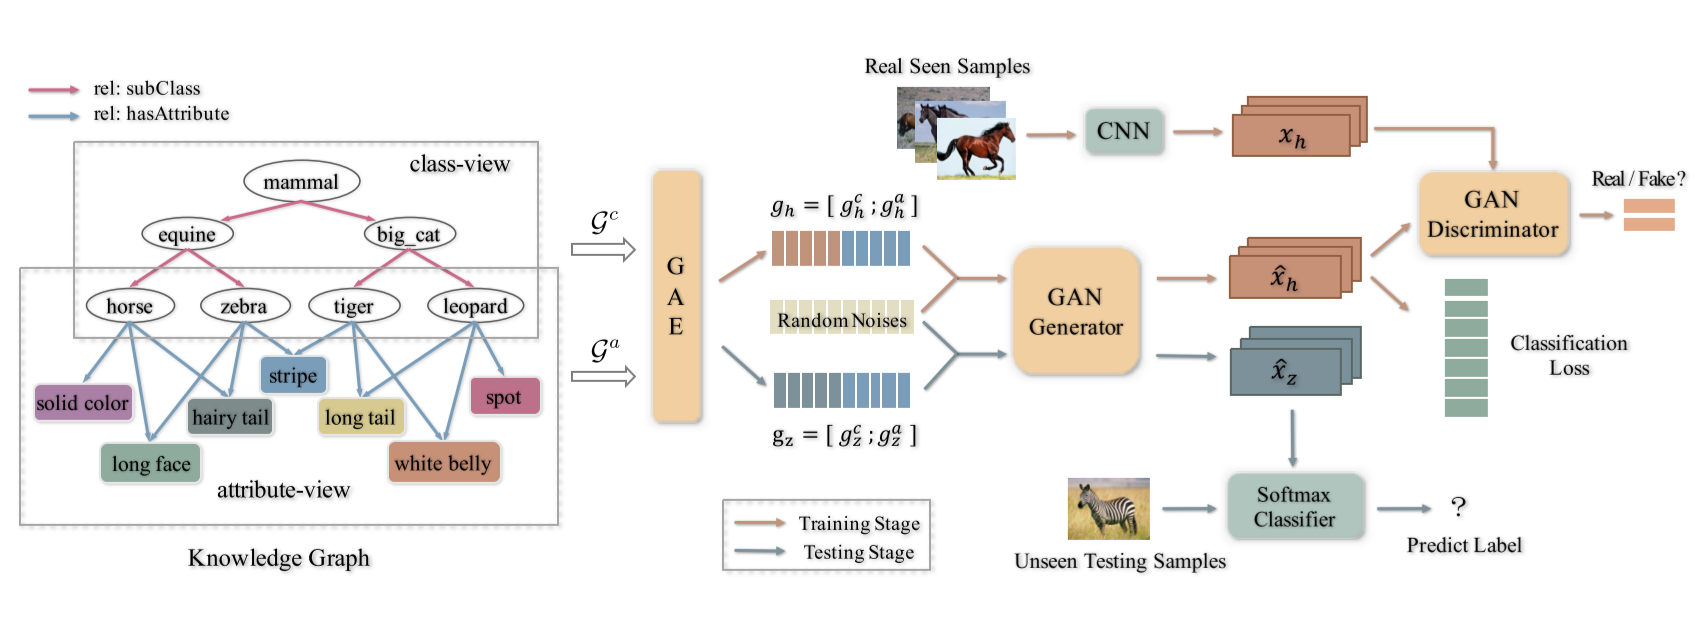 rel: subClass
rel: hasAttribute
class-view
mammal
equine
big_cat
horse
zebra
tiger
leopard
solid color
hairy tail
stripe
long tail
spot
long face
white belly
attribute-view
Knowledge Graph
𝒢ᶜ
𝒢ᵃ
G
A
E
Real Seen Samples
CNN
xₕ
gₕ = [ gₕᶜ ; gₕᵃ ]
Random Noises
g_z = [ g_zᶜ ; g_zᵃ ]
GAN
Generator
x̂ₕ
x̂_z
GAN
Discriminator
Real / Fake ?
Classification
Loss
Training Stage
Testing Stage
Unseen Testing Samples
Softmax
Classifier
?
Predict Label